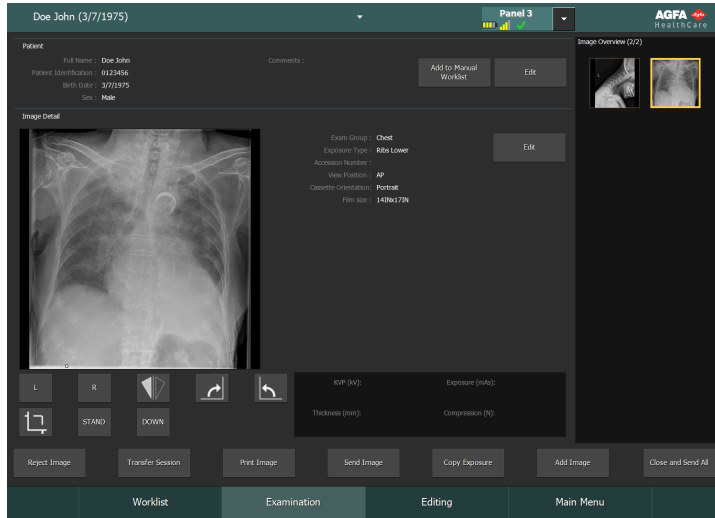 Doe John (3/7/1975)
Panel 3
AGFA
HealthCare
Patient
Full Name : Doe John
Patient Identification : 0123456
Birth Date : 3/7/1975
Sex : Male
Comments :
Add to Manual
Worklist
Edit
Image Overview (2/2)
Image Detail
Exam Group : Chest
Exposure Type : Ribs Lower
Accession Number :
View Position : AP
Cassette Orientation: Portrait
Film size : 14INx17IN
Edit
L
R
STAND
DOWN
KVP (kV):
Exposure (mAs):
Thickness (mm):
Compression (N):
Reject Image
Transfer Session
Print Image
Send Image
Copy Exposure
Add Image
Close and Send All
Worklist
Examination
Editing
Main Menu